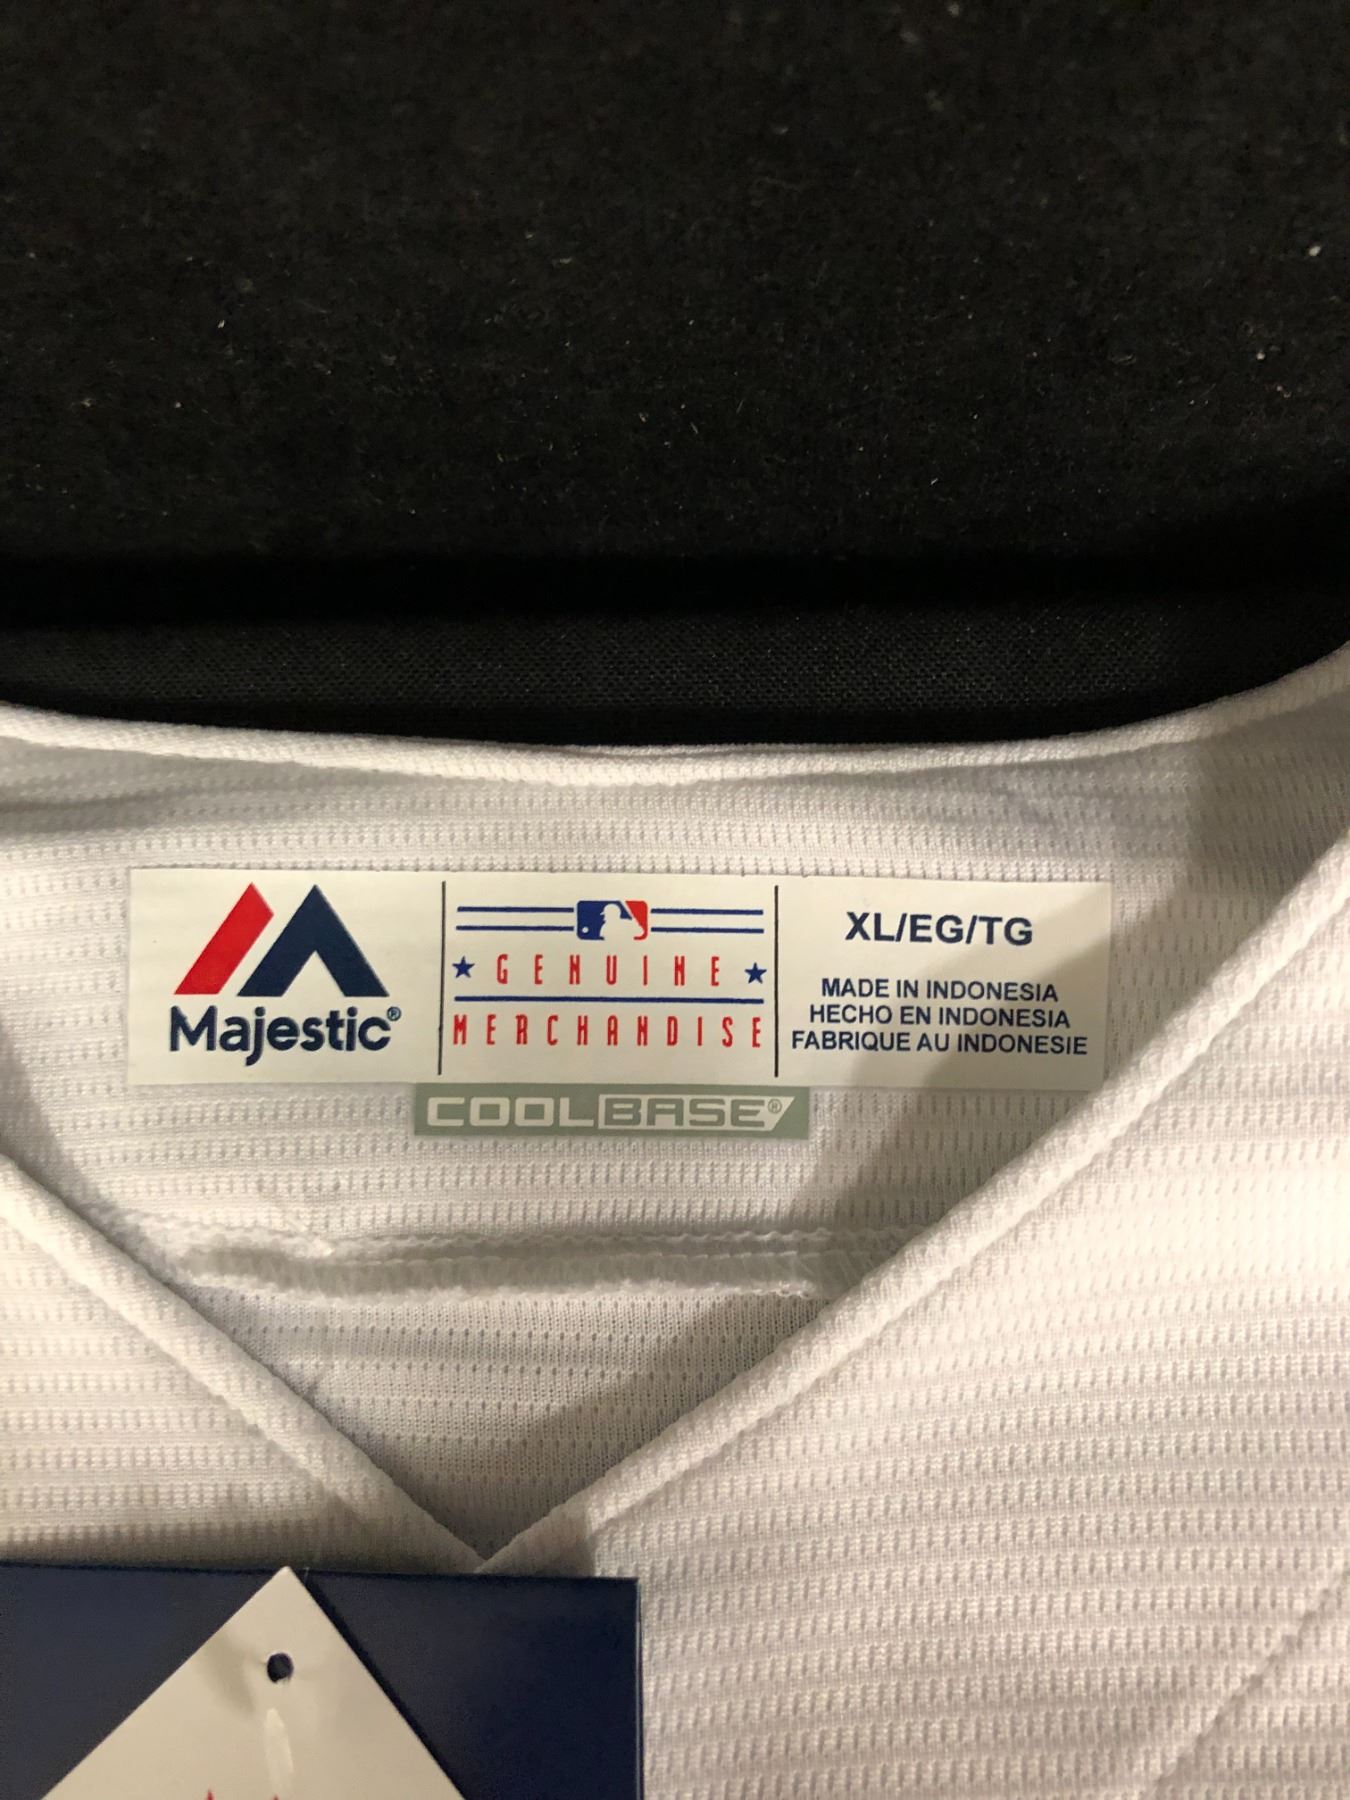 Majestic®
GENUINE
MERCHANDISE
XL/EG/TG
MADE IN INDONESIA
HECHO EN INDONESIA
FABRIQUE AU INDONESIE
COOLBASE®